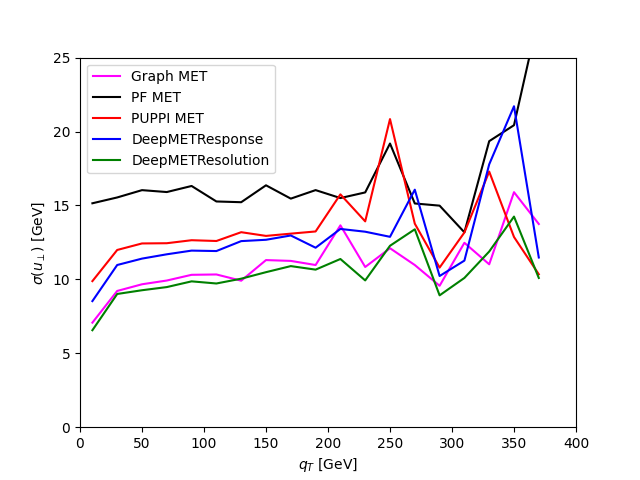 Graph MET
PF MET
PUPPI MET
DeepMETResponse
DeepMETResolution
25
20
15
10
5
0
σ(u⊥) [GeV]
0 50 100 150 200 250 300 350 400
qT [GeV]